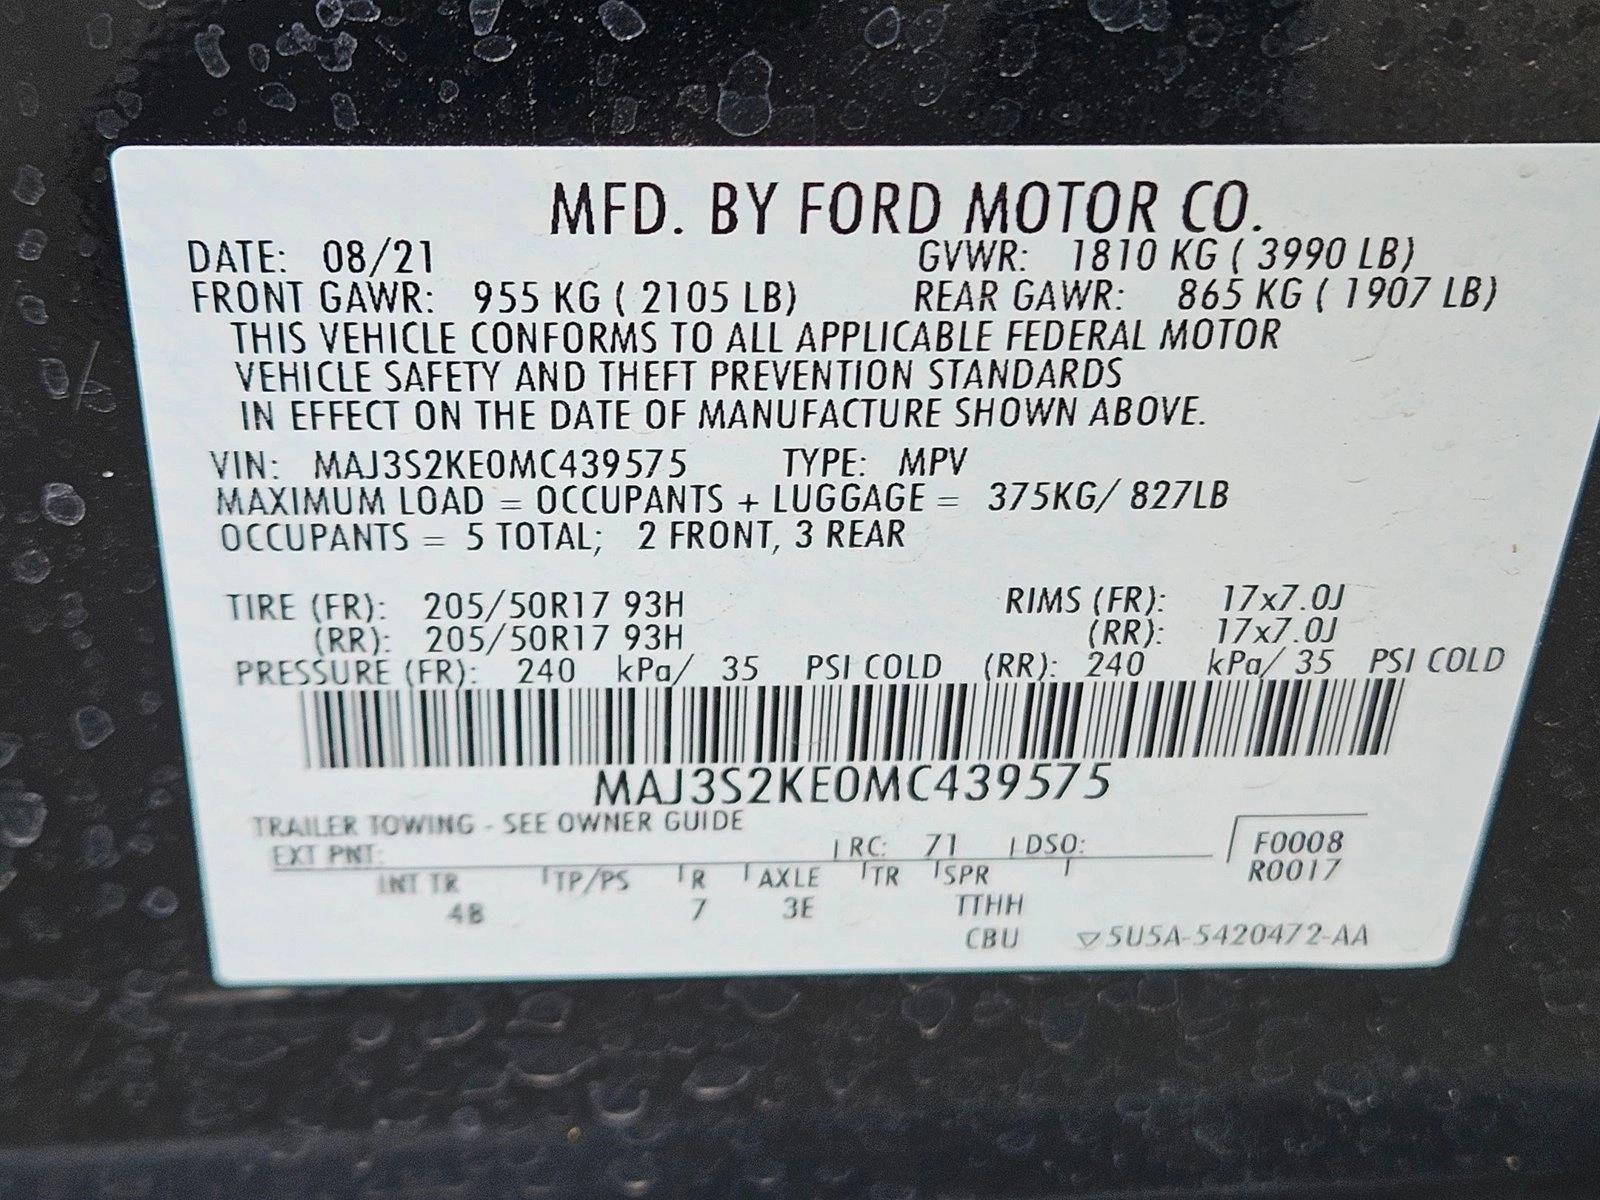 MFD. BY FORD MOTOR CO.
DATE: 08/21 GVWR: 1810 KG ( 3990 LB)
FRONT GAWR: 955 KG ( 2105 LB) REAR GAWR: 865 KG ( 1907 LB)
THIS VEHICLE CONFORMS TO ALL APPLICABLE FEDERAL MOTOR
VEHICLE SAFETY AND THEFT PREVENTION STANDARDS
IN EFFECT ON THE DATE OF MANUFACTURE SHOWN ABOVE.
VIN: MAJ3S2KE0MC439575 TYPE: MPV
MAXIMUM LOAD = OCCUPANTS + LUGGAGE = 375KG/ 827LB
OCCUPANTS = 5 TOTAL; 2 FRONT, 3 REAR
TIRE (FR): 205/50R17 93H RIMS (FR): 17x7.0J
(RR): 205/50R17 93H (RR): 17x7.0J
PRESSURE (FR): 240 kPa/ 35 PSI COLD (RR): 240 kPa/ 35 PSI COLD
MAJ3S2KE0MC439575
TRAILER TOWING - SEE OWNER GUIDE
EXT PNT: RC: 71 DSO: F0008
R0017
INT TR TP/PS R AXLE TR SPR
4B 7 3E TTHH
CBU ▽5U5A-5420472-AA